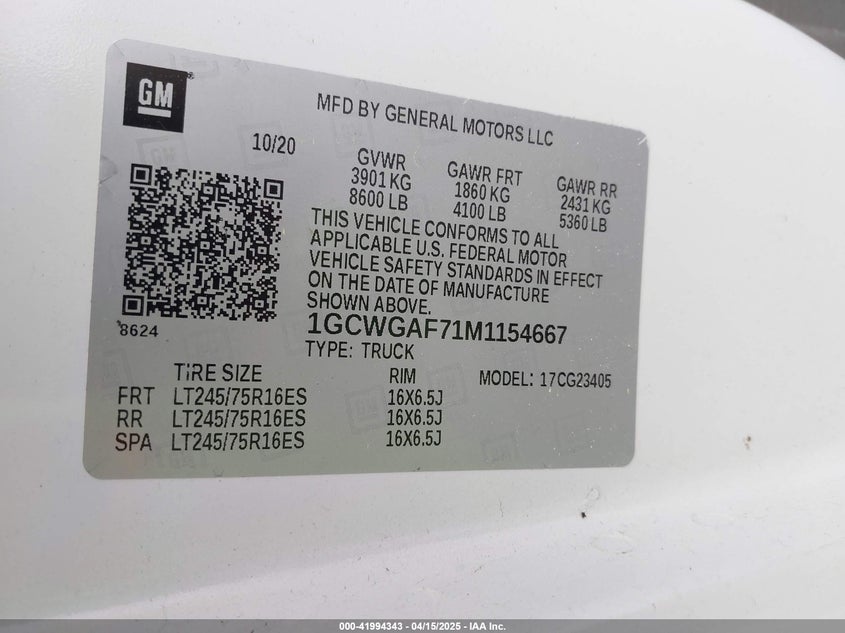 GM
MFD BY GENERAL MOTORS LLC
10/20
GVWR
3901 KG
8600 LB
GAWR FRT
1860 KG
4100 LB
GAWR RR
2431 KG
5360 LB
THIS VEHICLE CONFORMS TO ALL
APPLICABLE U.S. FEDERAL MOTOR
VEHICLE SAFETY STANDARDS IN EFFECT
ON THE DATE OF MANUFACTURE
SHOWN ABOVE.
8624
1GCWGAF71M1154667
TYPE: TRUCK
TIRE SIZE RIM MODEL: 17CG23405
FRT LT245/75R16ES 16X6.5J
RR LT245/75R16ES 16X6.5J
SPA LT245/75R16ES 16X6.5J
000-41994343 - 04/15/2025 - IAA Inc.